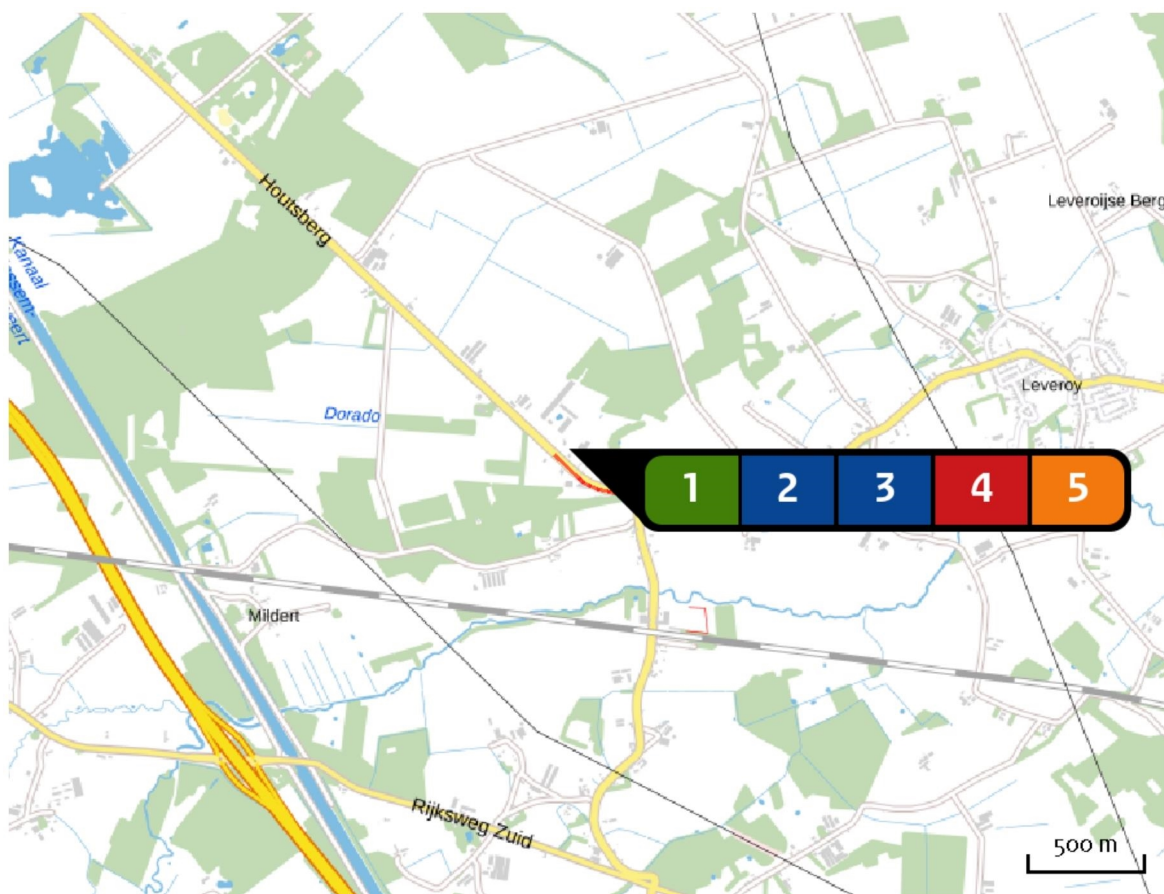 Houtsberg
Leveroijse Berg
Kanaal
Dorado
Leveroy
1 2 3 4 5
Mildert
Rijksweg Zuid
500 m